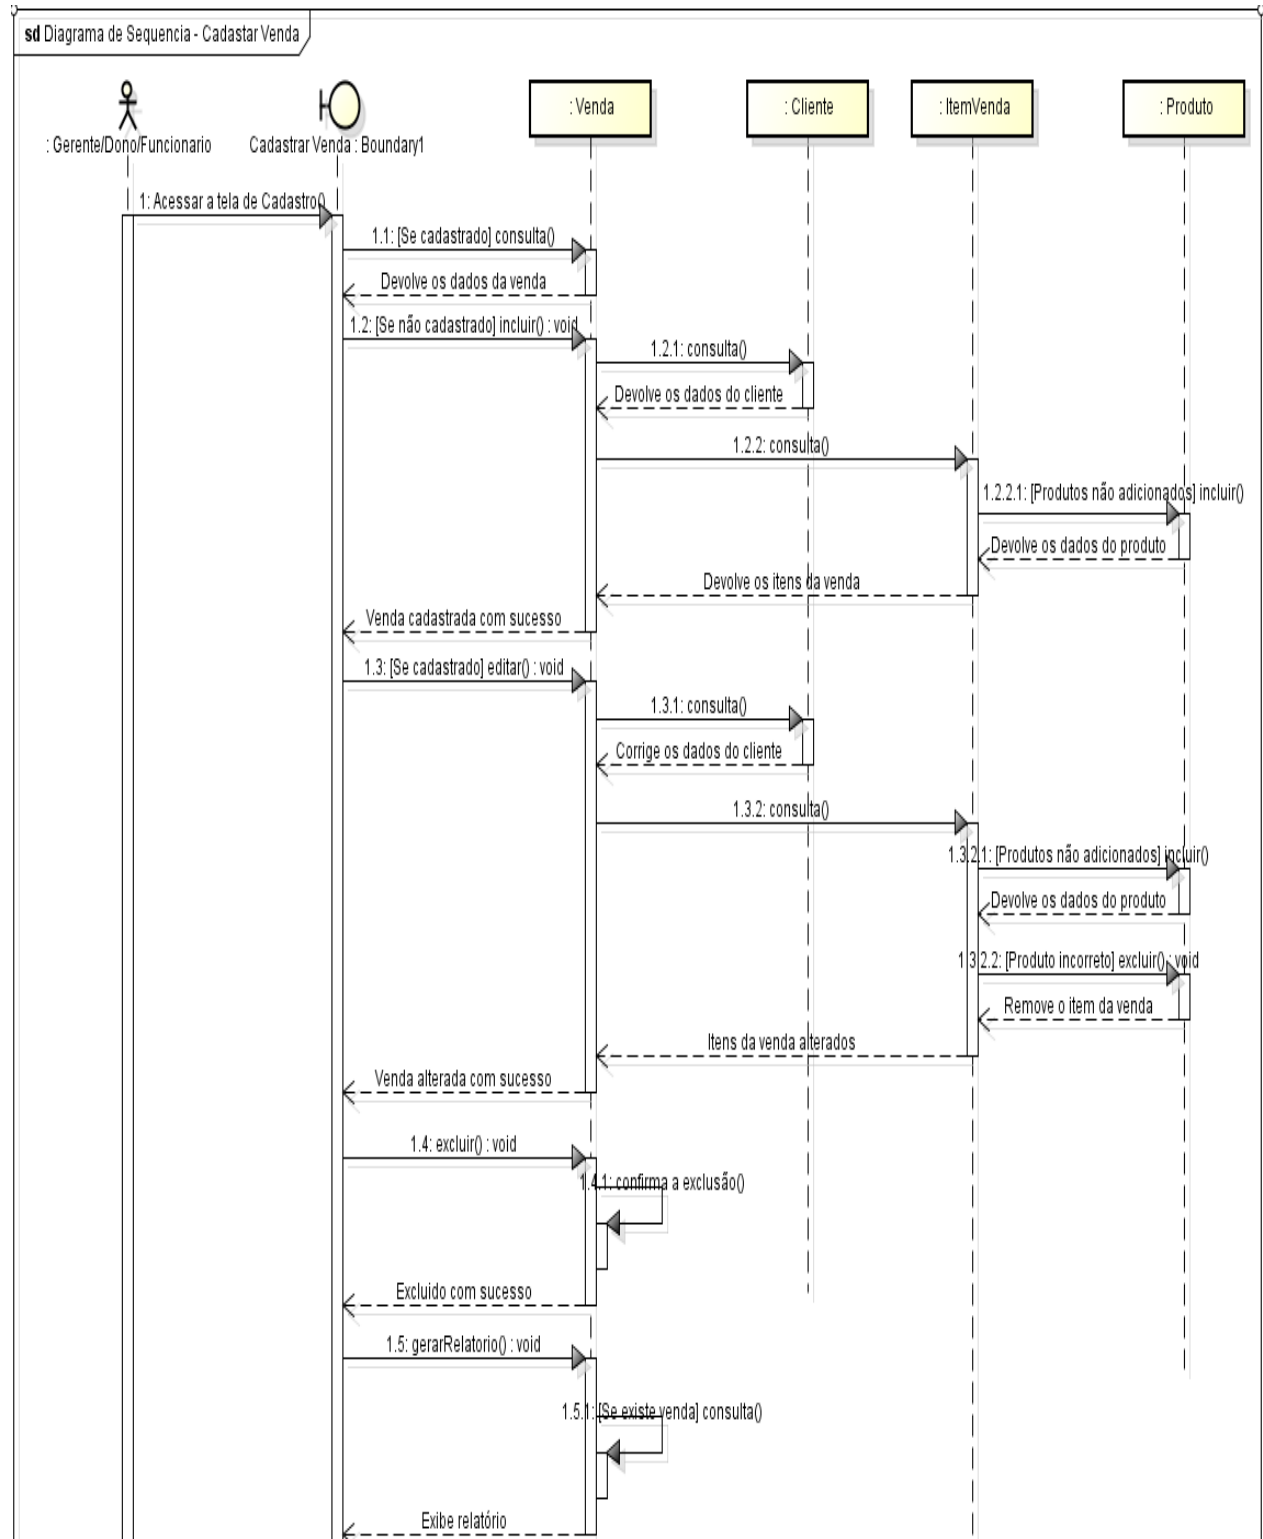 sd Diagrama de Sequencia - Cadastar Venda
: Gerente/Dono/Funcionario
Cadastrar Venda : Boundary1
: Venda
: Cliente
: ItemVenda
: Produto
1: Acessar a tela de Cadastro()
1.1: [Se cadastrado] consulta()
Devolve os dados da venda
1.2: [Se não cadastrado] incluir() : void
1.2.1: consulta()
Devolve os dados do cliente
1.2.2: consulta()
1.2.2.1: [Produtos não adicionados] incluir()
Devolve os dados do produto
Devolve os itens da venda
Venda cadastrada com sucesso
1.3: [Se cadastrado] editar() : void
1.3.1: consulta()
Corrige os dados do cliente
1.3.2: consulta()
1.3.2.1: [Produtos não adicionados] incluir()
Devolve os dados do produto
1.3.2.2: [Produto incorreto] excluir() : void
Remove o item da venda
Itens da venda alterados
Venda alterada com sucesso
1.4: excluir() : void
1.4.1: confirma a exclusão()
Excluido com sucesso
1.5: gerarRelatorio() : void
1.5.1: [Se existe venda] consulta()
Exibe relatório